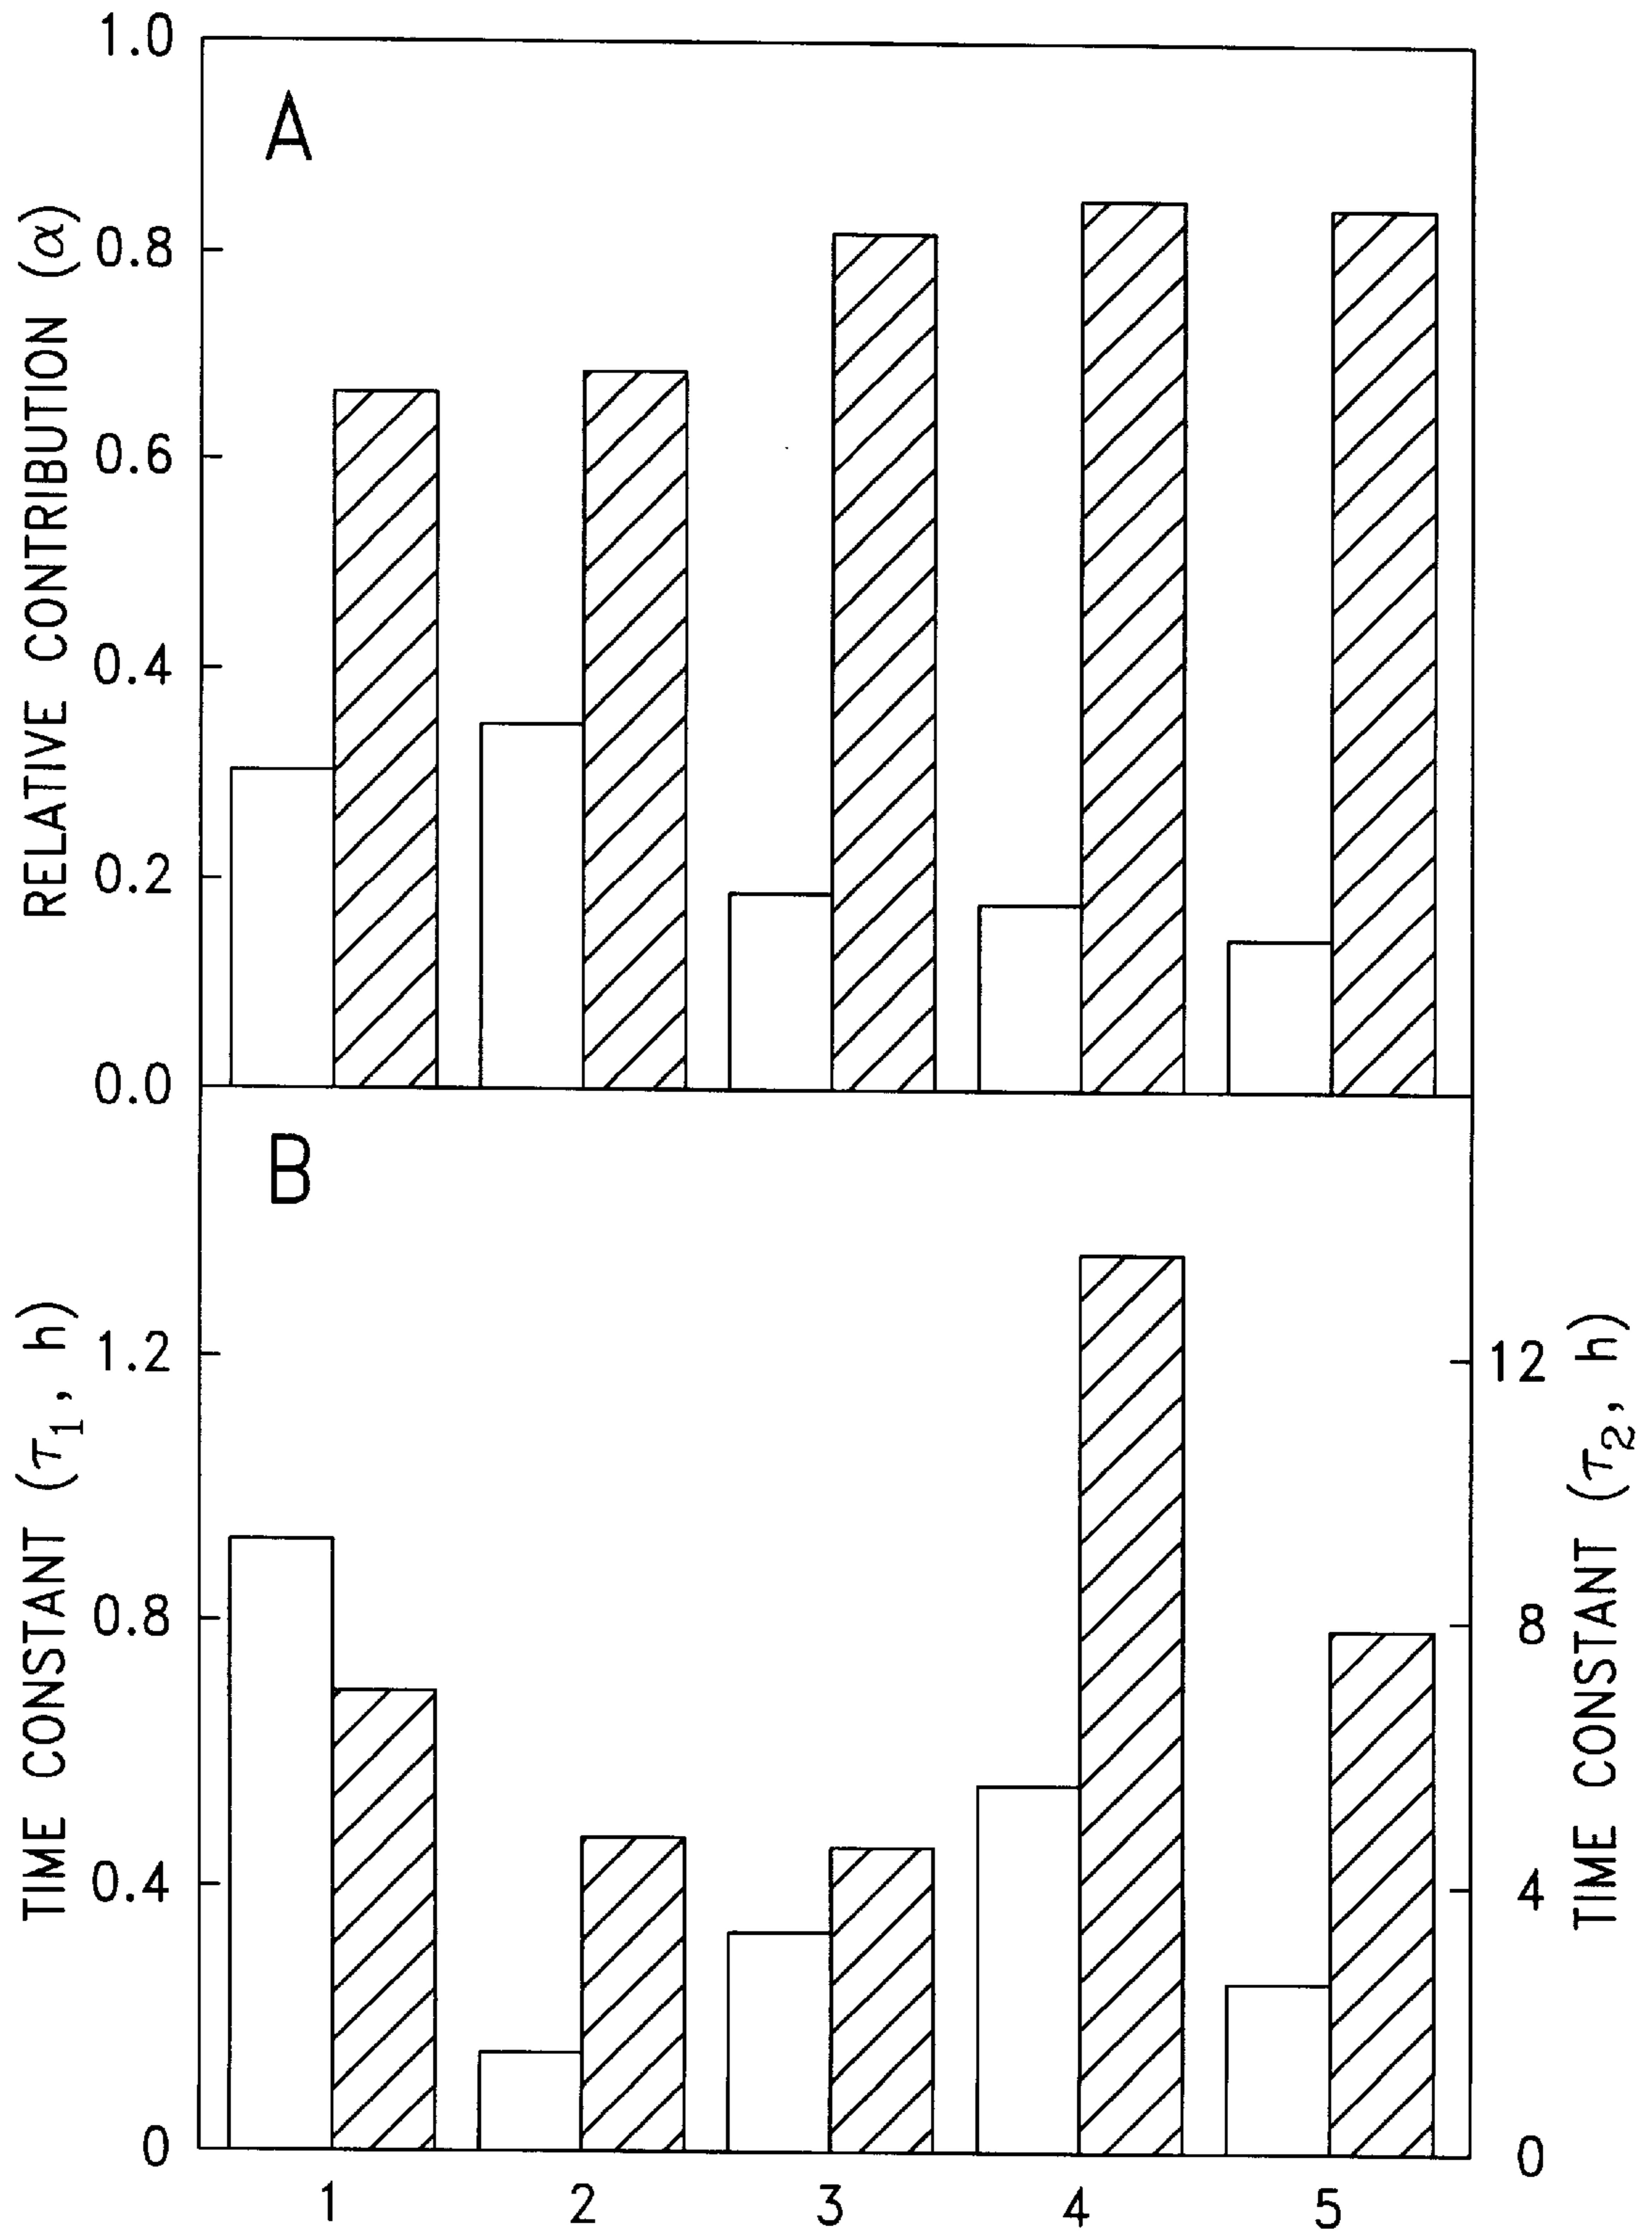 A
RELATIVE CONTRIBUTION (α)
1.0
0.8
0.6
0.4
0.2
0.0
B
TIME CONSTANT (τ₁, h)
1.2
0.8
0.4
0
TIME CONSTANT (τ₂, h)
12
8
4
0
1 2 3 4 5